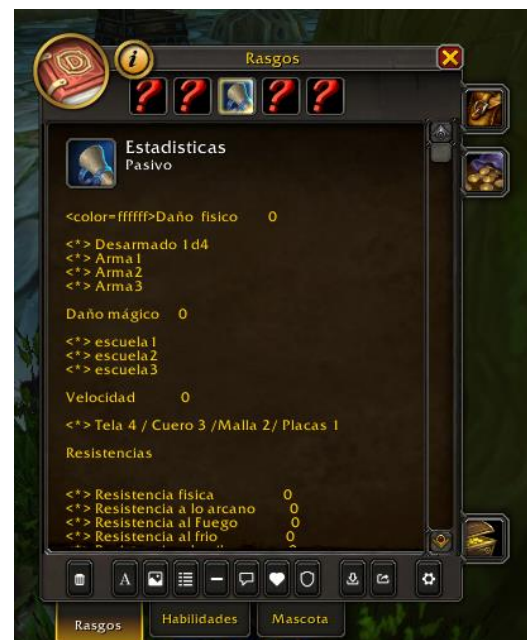 Rasgos
Estadisticas
Pasivo
<color=ffffff>Daño fisico 0
<*> Desarmado 1d4
<*> Arma1
<*> Arma2
<*> Arma3
Daño mágico 0
<*> escuela1
<*> escuela2
<*> escuela3
Velocidad 0
<*> Tela 4 / Cuero 3 /Malla 2/ Placas 1
Resistencias
<*> Resistencia fisica 0
<*> Resistencia a lo arcano 0
<*> Resistencia al Fuego 0
<*> Resistencia al frio 0
A
Rasgos
Habilidades
Mascota